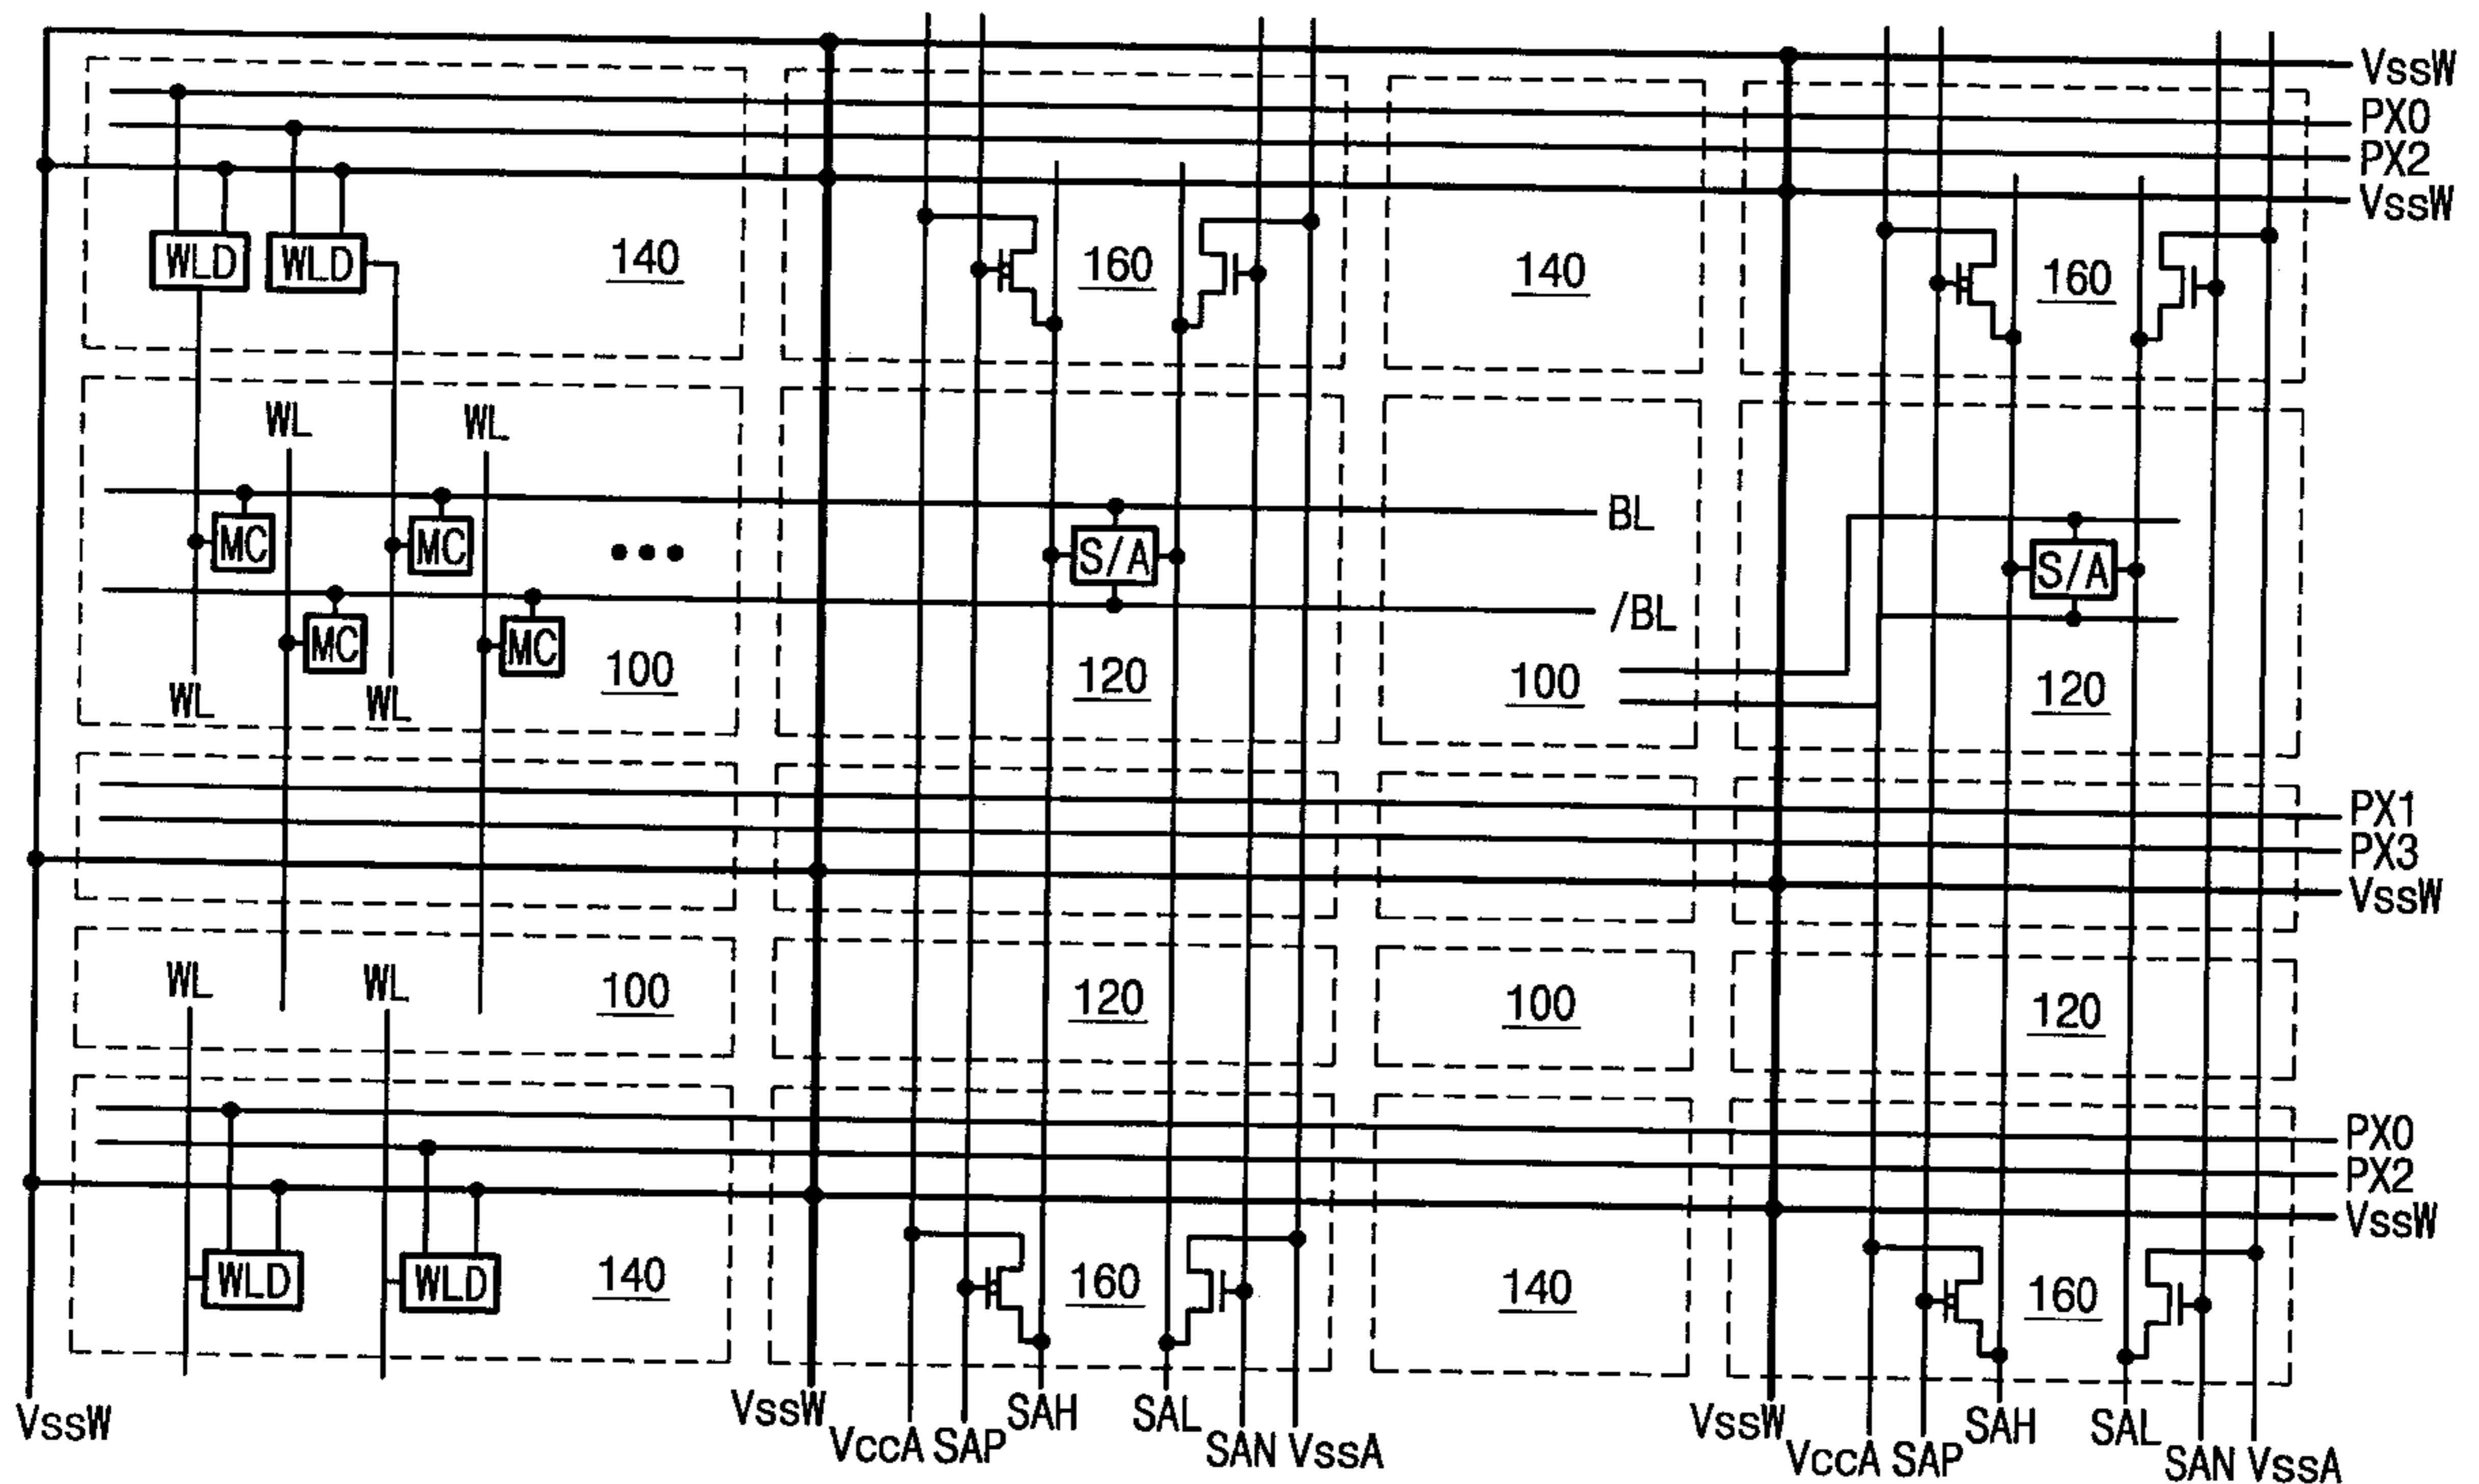 VssW
PX0
PX2
VssW
WLD WLD 140 160 140 160
WL WL
BL
MC MC ••• S/A S/A
/BL
MC MC 100 120 100 120
WL WL
PX1
PX3
VssW
WL WL 100 120 100 120
PX0
PX2
VssW
WLD WLD 140 160 140 160
VssW VssW VccA SAP SAH SAL SAN VssA VssW VccA SAP SAH SAL SAN VssA